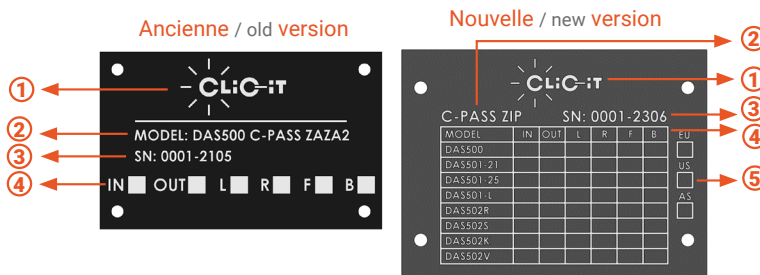 Ancienne / old version
① CLiC-iT
② MODEL: DAS500 C-PASS ZAZA2
③ SN: 0001-2105
④ IN OUT L R F B
Nouvelle / new version
②
CLiC-iT ①
C-PASS ZIP SN: 0001-2306 ③
MODEL IN OUT L R F B ④
EU
DAS500
DAS501-21
US
DAS501-25 ⑤
DAS501-L
AS
DAS502R
DAS502S
DAS502K
DAS502V